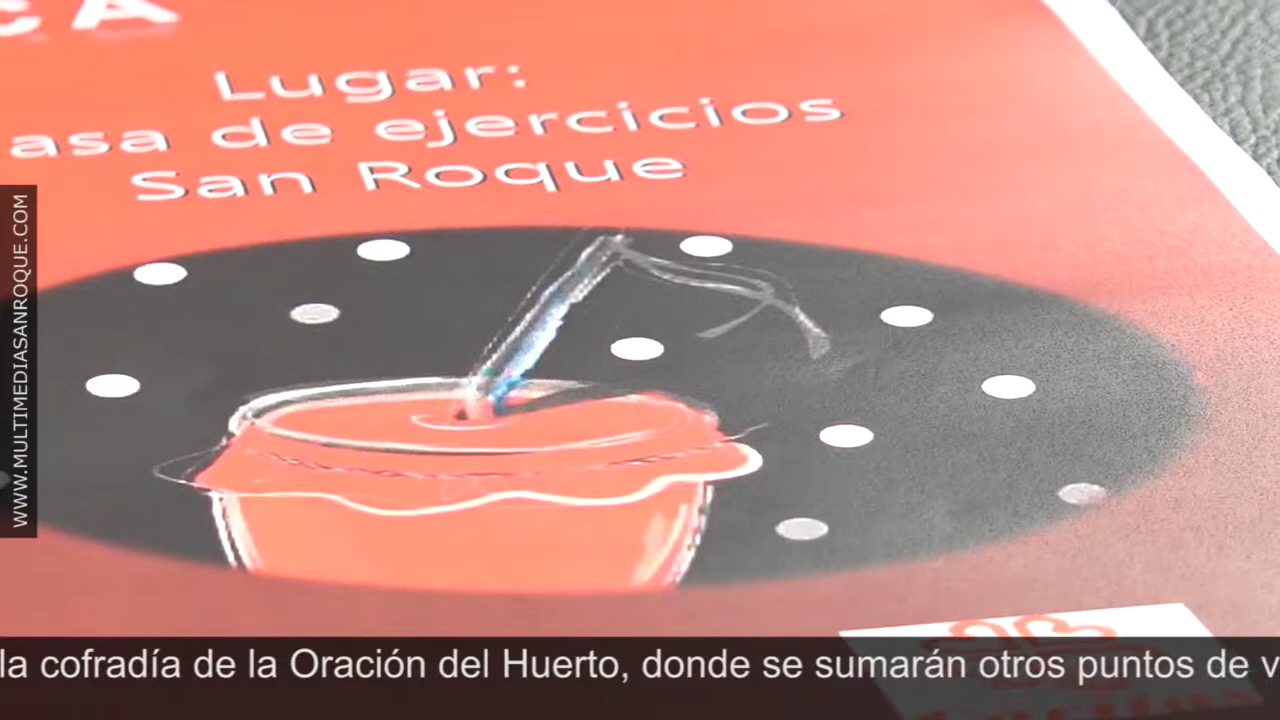 CA
Lugar:
asa de ejercicios
San Roque
WWW.MULTIMEDIASANROQUE.COM
la cofradía de la Oración del Huerto, donde se sumarán otros puntos de v